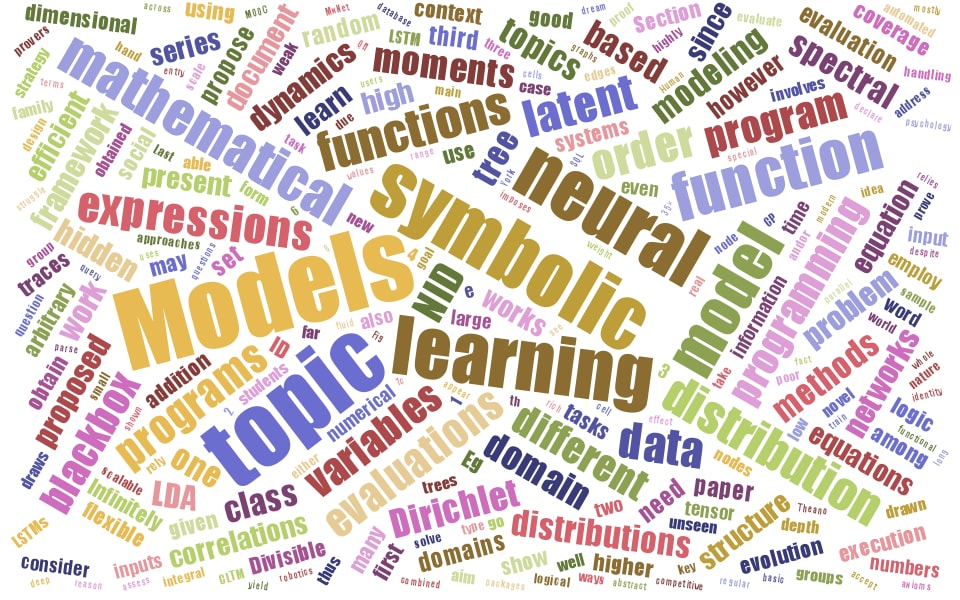 dimensional
across
using
MOOC
MxNet
database
context
good
dream
proof
Section
since
evaluate
evaluation
coverage
automated
mostly
provers
hand
series
propose
document
random
LSTM
third
three
topics
graphs
based
highly
modeling
however
spectral
handling
strategy
entry
scale
weak
dynamics
off
moments
cells
case
edges
Human
involves
address
terms
mathematical
learn
due
users
high
main
functions
latent
systems
order
program
declare
psychology
family
efficient
design
framework
obtained
social
Last
able
task
values
range
use
tree
York
SQL
special
function
struggle
present
form
6
new
imposes
neural
even
35x
expressions
symbolic
weight
real
node
GP
time
andor
modern
programming
idea
equation
relies
prove
input
despite
hidden
approaches
uses
may
questions
set
group
traces
query
Models
4
goal
NID
e
large
works
see
model
information
parallel
problem
employ
sample
word
world
question
arbitrary
work
parse
far
fluid
also
Fig
topic
learning
3
take
fact
poor
methods
networks
whole
nature
identity
obtain
proposed
small
blackbox
shown
addition
programs
ID
students
2
numerical
To
variables
appear
1
evaluations
th
rich
cell
tasks
effect
different
data
nodes
distribution
low
novel
train
equations
among
logic
functional
long
draws
scalable
rely
one
either
Infinitely
flexible
LDA
class
given
correlations
Eg
domain
trees
Dirichlet
many
first
solve
type
go
domains
distributions
two
need
unseen
paper
tensor
key
structure
Theano
depth
drawn
LSTMs
consider
deep
reason
inputs
assess
integral
CLTM
Divisible
yield
robotics
thus
combined
aim
packages
show
logical
well
ways
higher
abstract
competitive
regular
basic
evolution
groups
accept
execution
numbers
axioms